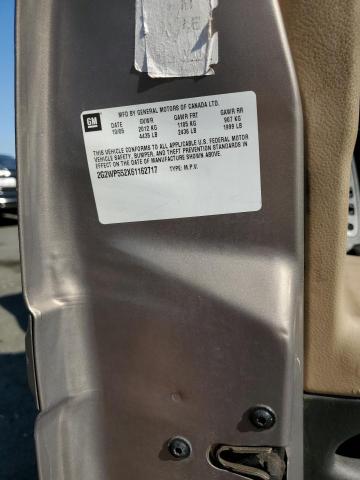 GM
MFD BY GENERAL MOTORS OF CANADA LTD.
DATE GVWR GAWR FRT GAWR RR
10/05 2012 KG 1105 KG 907 KG
4435 LB 2436 LB 1999 LB
THIS VEHICLE CONFORMS TO ALL APPLICABLE U.S. FEDERAL MOTOR
VEHICLE SAFETY, BUMPER, AND THEFT PREVENTION STANDARDS IN
EFFECT ON THE DATE OF MANUFACTURE SHOWN ABOVE.
2G2WP552X61162717 TYPE: M.P.V.